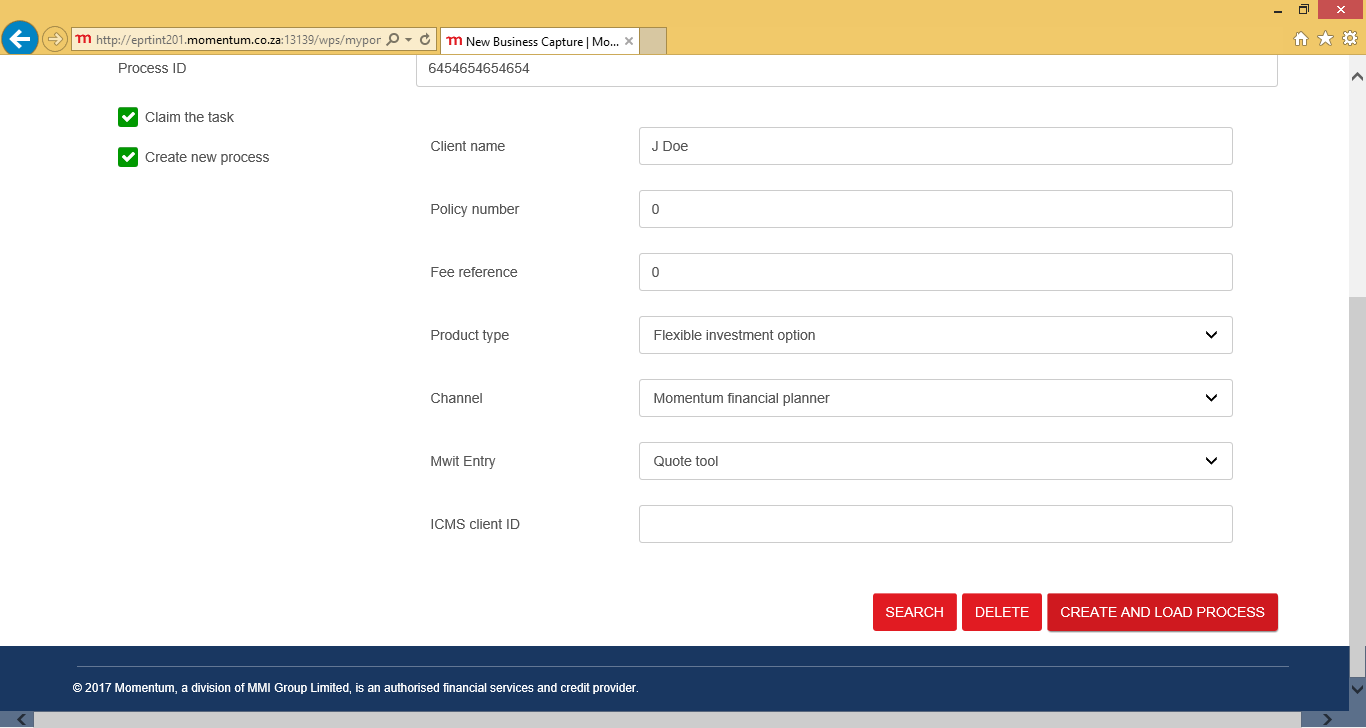 m http://eprtint201.momentum.co.za:13139/wps/mypor
m New Business Capture | Mo...
Process ID 6454654654654
Claim the task
Create new process
Client name J Doe
Policy number 0
Fee reference 0
Product type Flexible investment option
Channel Momentum financial planner
Mwit Entry Quote tool
ICMS client ID
SEARCH DELETE CREATE AND LOAD PROCESS
© 2017 Momentum, a division of MMI Group Limited, is an authorised financial services and credit provider.